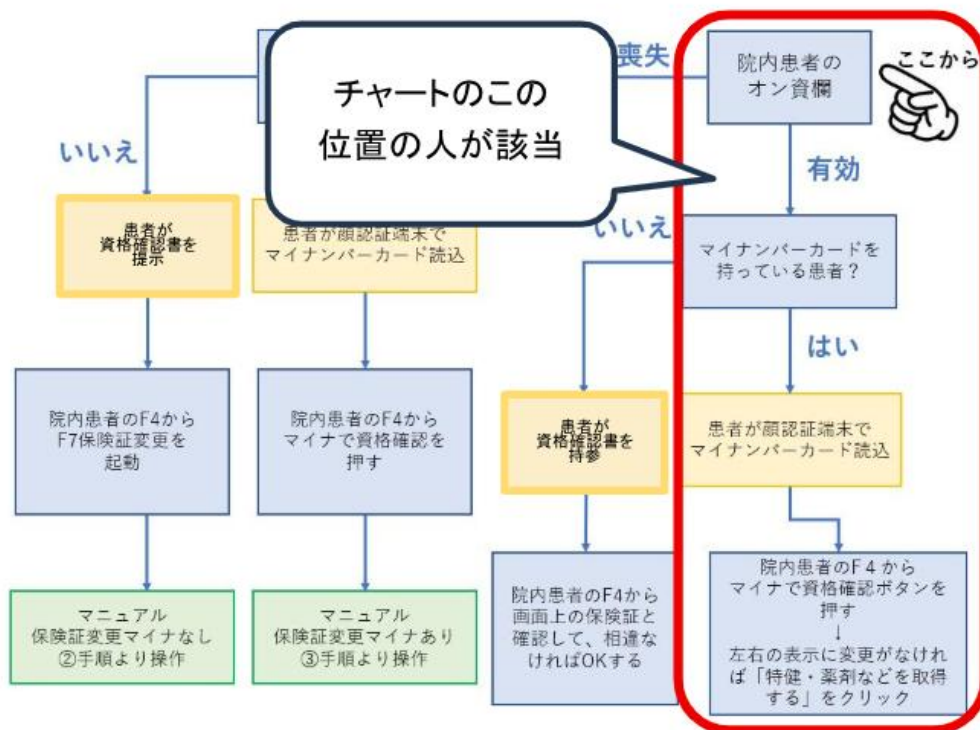 チャートのこの
位置の人が該当
喪失
院内患者の
オン資欄
ここから
いいえ
有効
患者が
資格確認書を
提示
患者が顔認証端末で
マイナンバーカード読込
いいえ
マイナンバーカードを
持っている患者？
はい
院内患者のF4から
F7保険証変更を
起動
院内患者のF4から
マイナで資格確認を
押す
患者が
資格確認書を
持参
患者が顔認証端末で
マイナンバーカード読込
マニュアル
保険証変更マイナなし
②手順より操作
マニュアル
保険証変更マイナあり
③手順より操作
院内患者のF4から
画面上の保険証と
確認して、相違な
ければOKする
院内患者のF４から
マイナで資格確認ボタンを
押す
↓
左右の表示に変更がなけれ
ば「特健・薬剤などを取得
する」をクリック